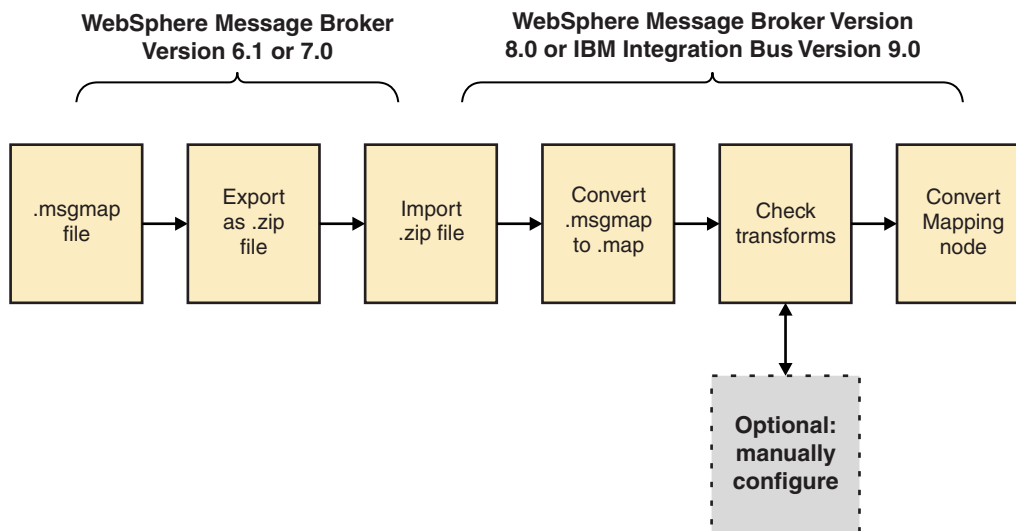 WebSphere Message Broker
Version 6.1 or 7.0
WebSphere Message Broker Version
8.0 or IBM Integration Bus Version 9.0
.msgmap
file
Export
as .zip
file
Import
.zip file
Convert
.msgmap
to .map
Check
transforms
Convert
Mapping
node
Optional:
manually
configure